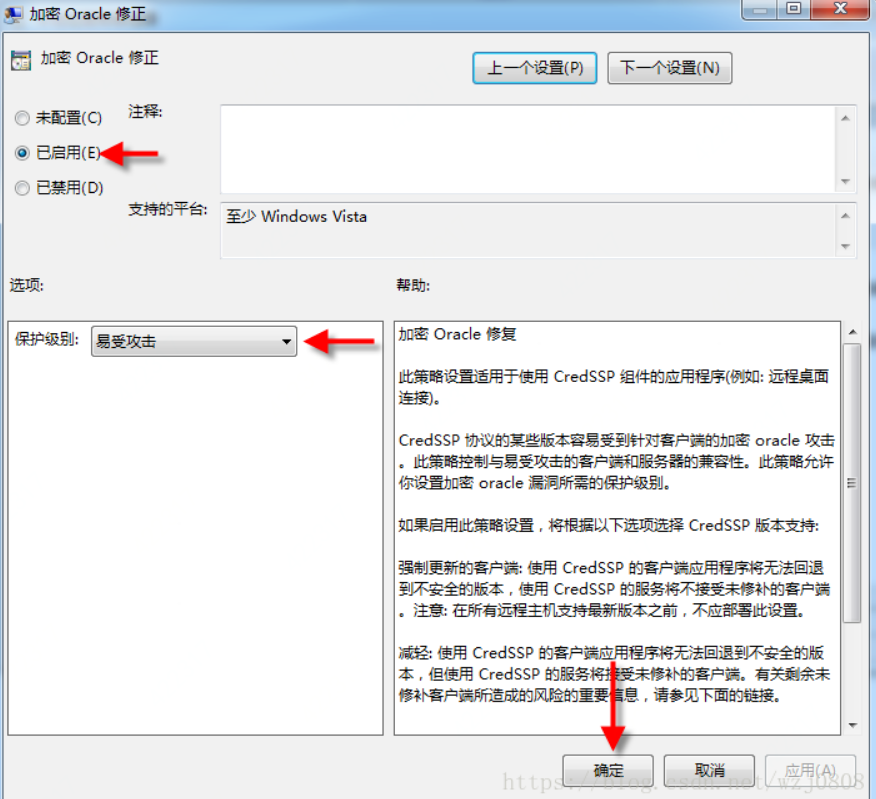 加密 Oracle 修正
加密 Oracle 修正
上一个设置(P)
下一个设置(N)
未配置(C)
注释:
已启用(E)
已禁用(D)
支持的平台:
至少 Windows Vista
选项:
帮助:
保护级别:
易受攻击
加密 Oracle 修复
此策略设置适用于使用 CredSSP 组件的应用程序(例如: 远程桌面
连接)。
CredSSP 协议的某些版本容易受到针对客户端的加密 oracle 攻击
。此策略控制与易受攻击的客户端和服务器的兼容性。此策略允许
你设置加密 oracle 漏洞所需的保护级别。
如果启用此策略设置，将根据以下选项选择 CredSSP 版本支持:
强制更新的客户端: 使用 CredSSP 的客户端应用程序将无法回退
到不安全的版本，使用 CredSSP 的服务将不接受未修补的客户端
。注意: 在所有远程主机支持最新版本之前，不应部署此设置。
减轻: 使用 CredSSP 的客户端应用程序将无法回退到不安全的版
本，但使用 CredSSP 的服务将接受未修补的客户端。有关剩余未
修补客户端所造成的风险的重要信息，请参见下面的链接。
确定
取消
应用(A)
https://blog.csdn.net/wzj0808